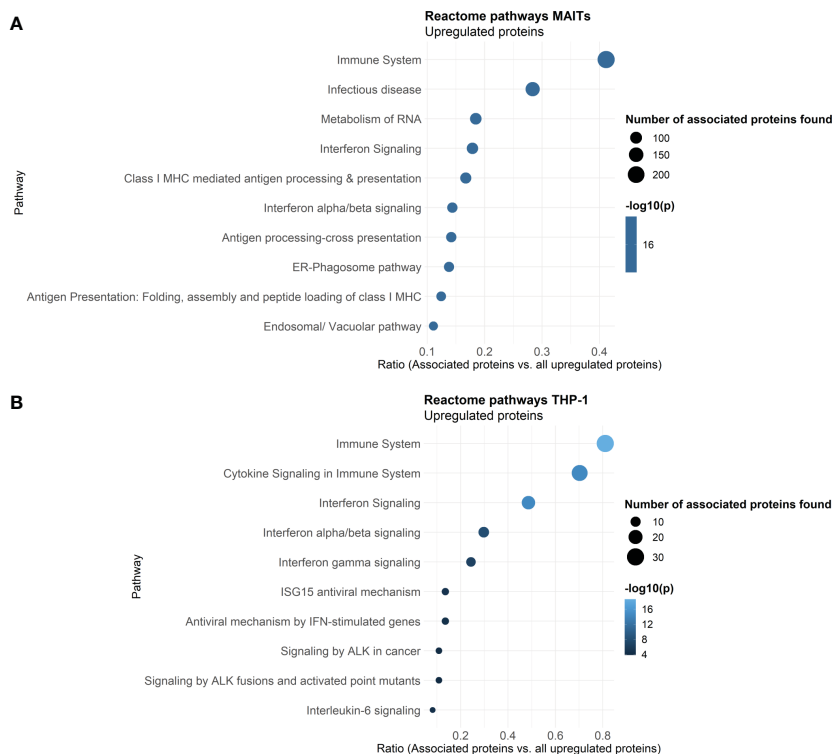 A
Reactome pathways MAITs
Upregulated proteins
Immune System
Infectious disease
Metabolism of RNA
Interferon Signaling
Class I MHC mediated antigen processing & presentation
Interferon alpha/beta signaling
Antigen processing-cross presentation
ER-Phagosome pathway
Antigen Presentation: Folding, assembly and peptide loading of class I MHC
Endosomal/ Vacuolar pathway
Pathway
0.1 0.2 0.3 0.4
Ratio (Associated proteins vs. all upregulated proteins)
Number of associated proteins found
100
150
200
-log10(p)
16
B
Reactome pathways THP-1
Upregulated proteins
Immune System
Cytokine Signaling in Immune System
Interferon Signaling
Interferon alpha/beta signaling
Interferon gamma signaling
ISG15 antiviral mechanism
Antiviral mechanism by IFN-stimulated genes
Signaling by ALK in cancer
Signaling by ALK fusions and activated point mutants
Interleukin-6 signaling
Pathway
0.2 0.4 0.6 0.8
Ratio (Associated proteins vs. all upregulated proteins)
Number of associated proteins found
10
20
30
-log10(p)
16
12
8
4